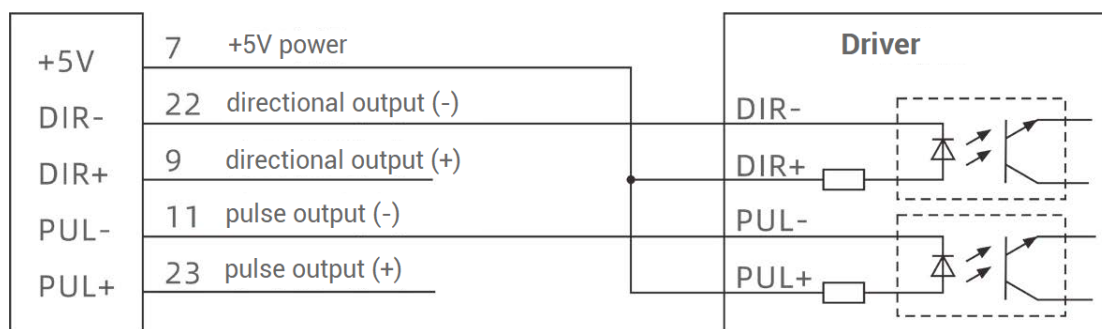 +5V 7 +5V power
DIR- 22 directional output (-)
DIR+ 9 directional output (+)
PUL- 11 pulse output (-)
PUL+ 23 pulse output (+)
Driver
DIR-
DIR+
PUL-
PUL+